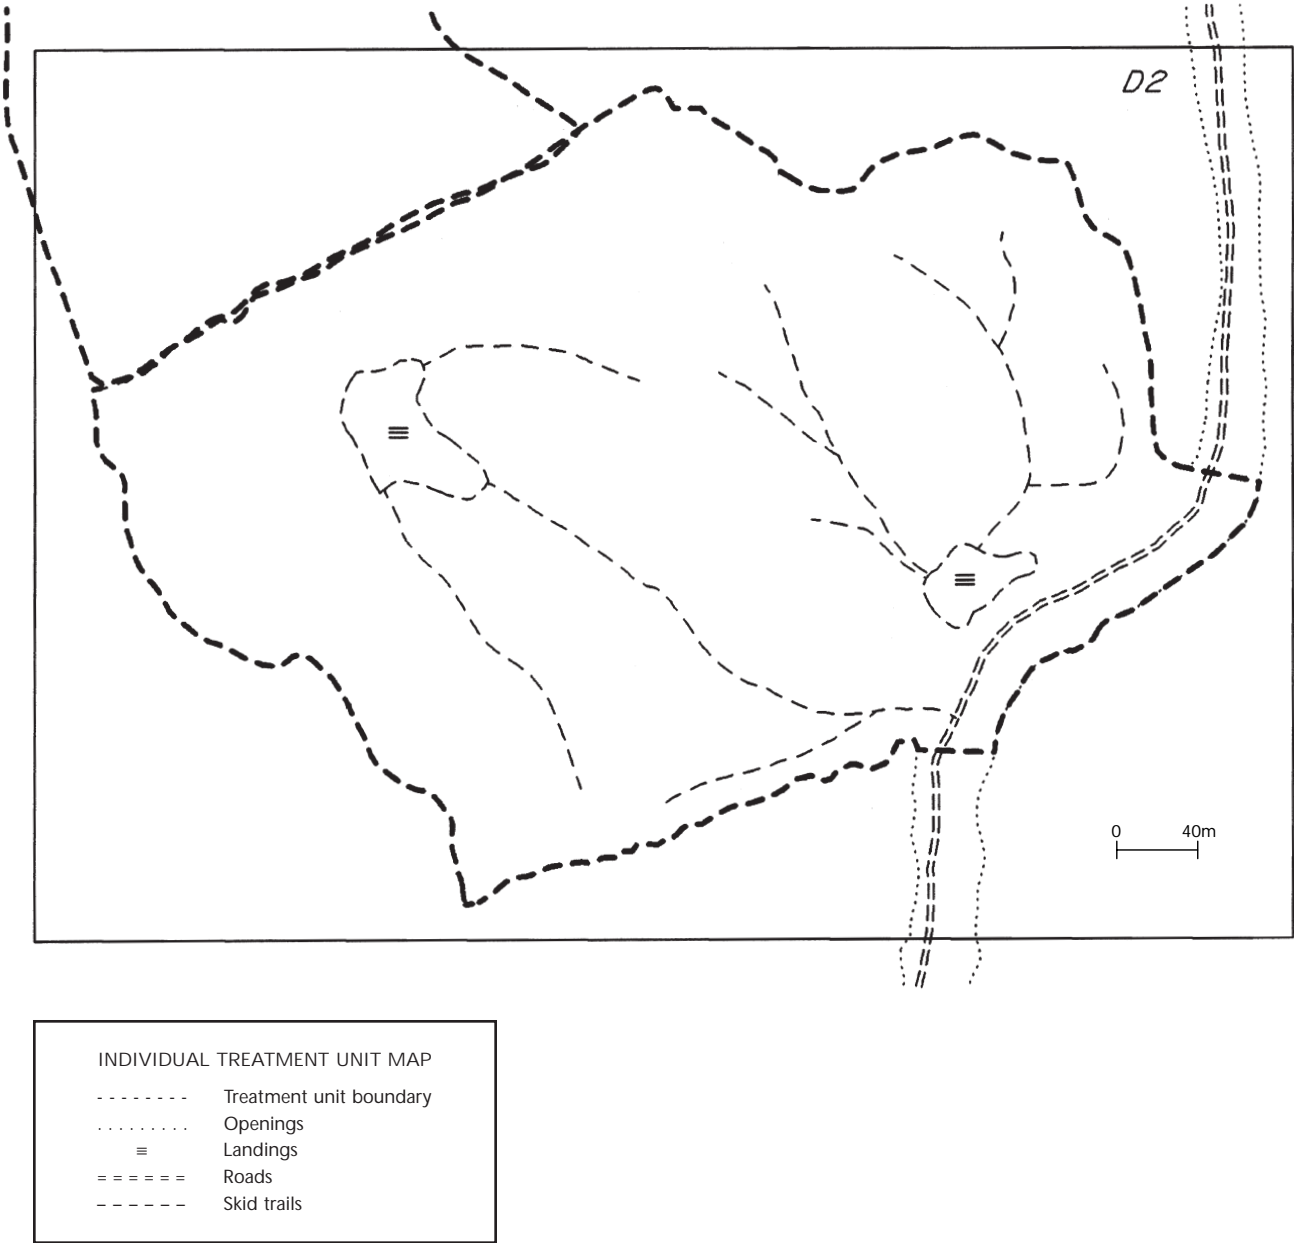 D2
0 40m
INDIVIDUAL TREATMENT UNIT MAP
Treatment unit boundary
Openings
Landings
Roads
Skid trails